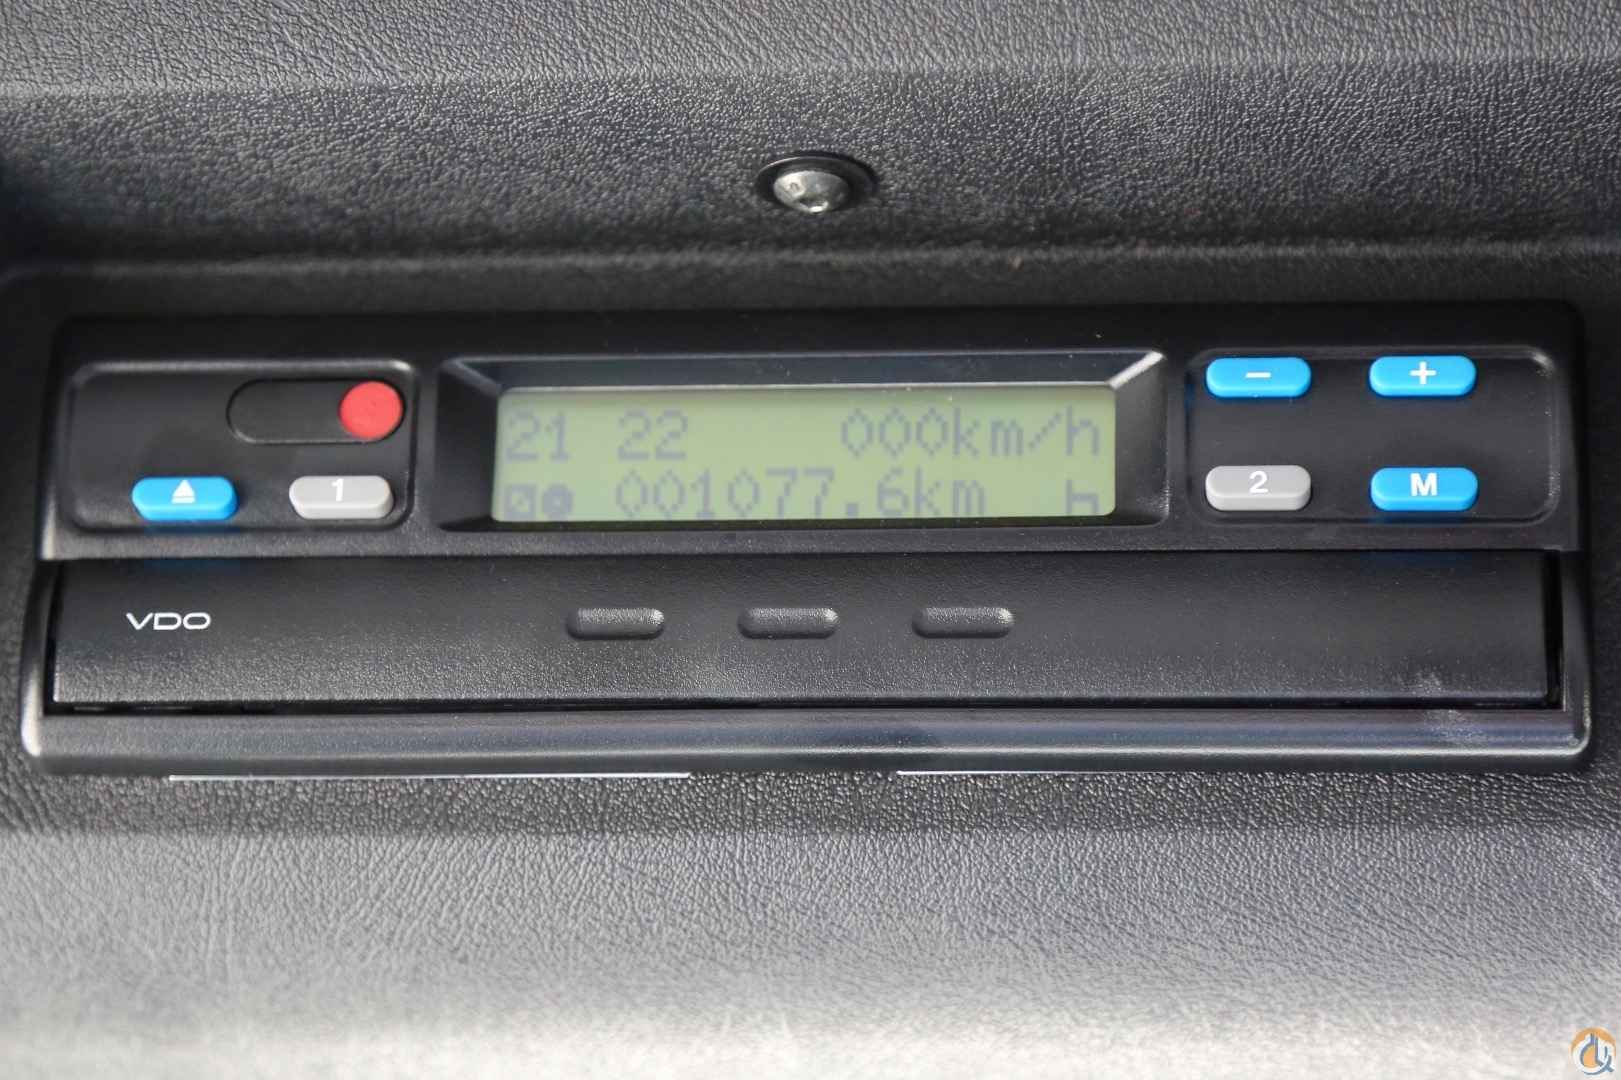 21 22 000km/h
001077.6km h
1
- +
2 M
VDO